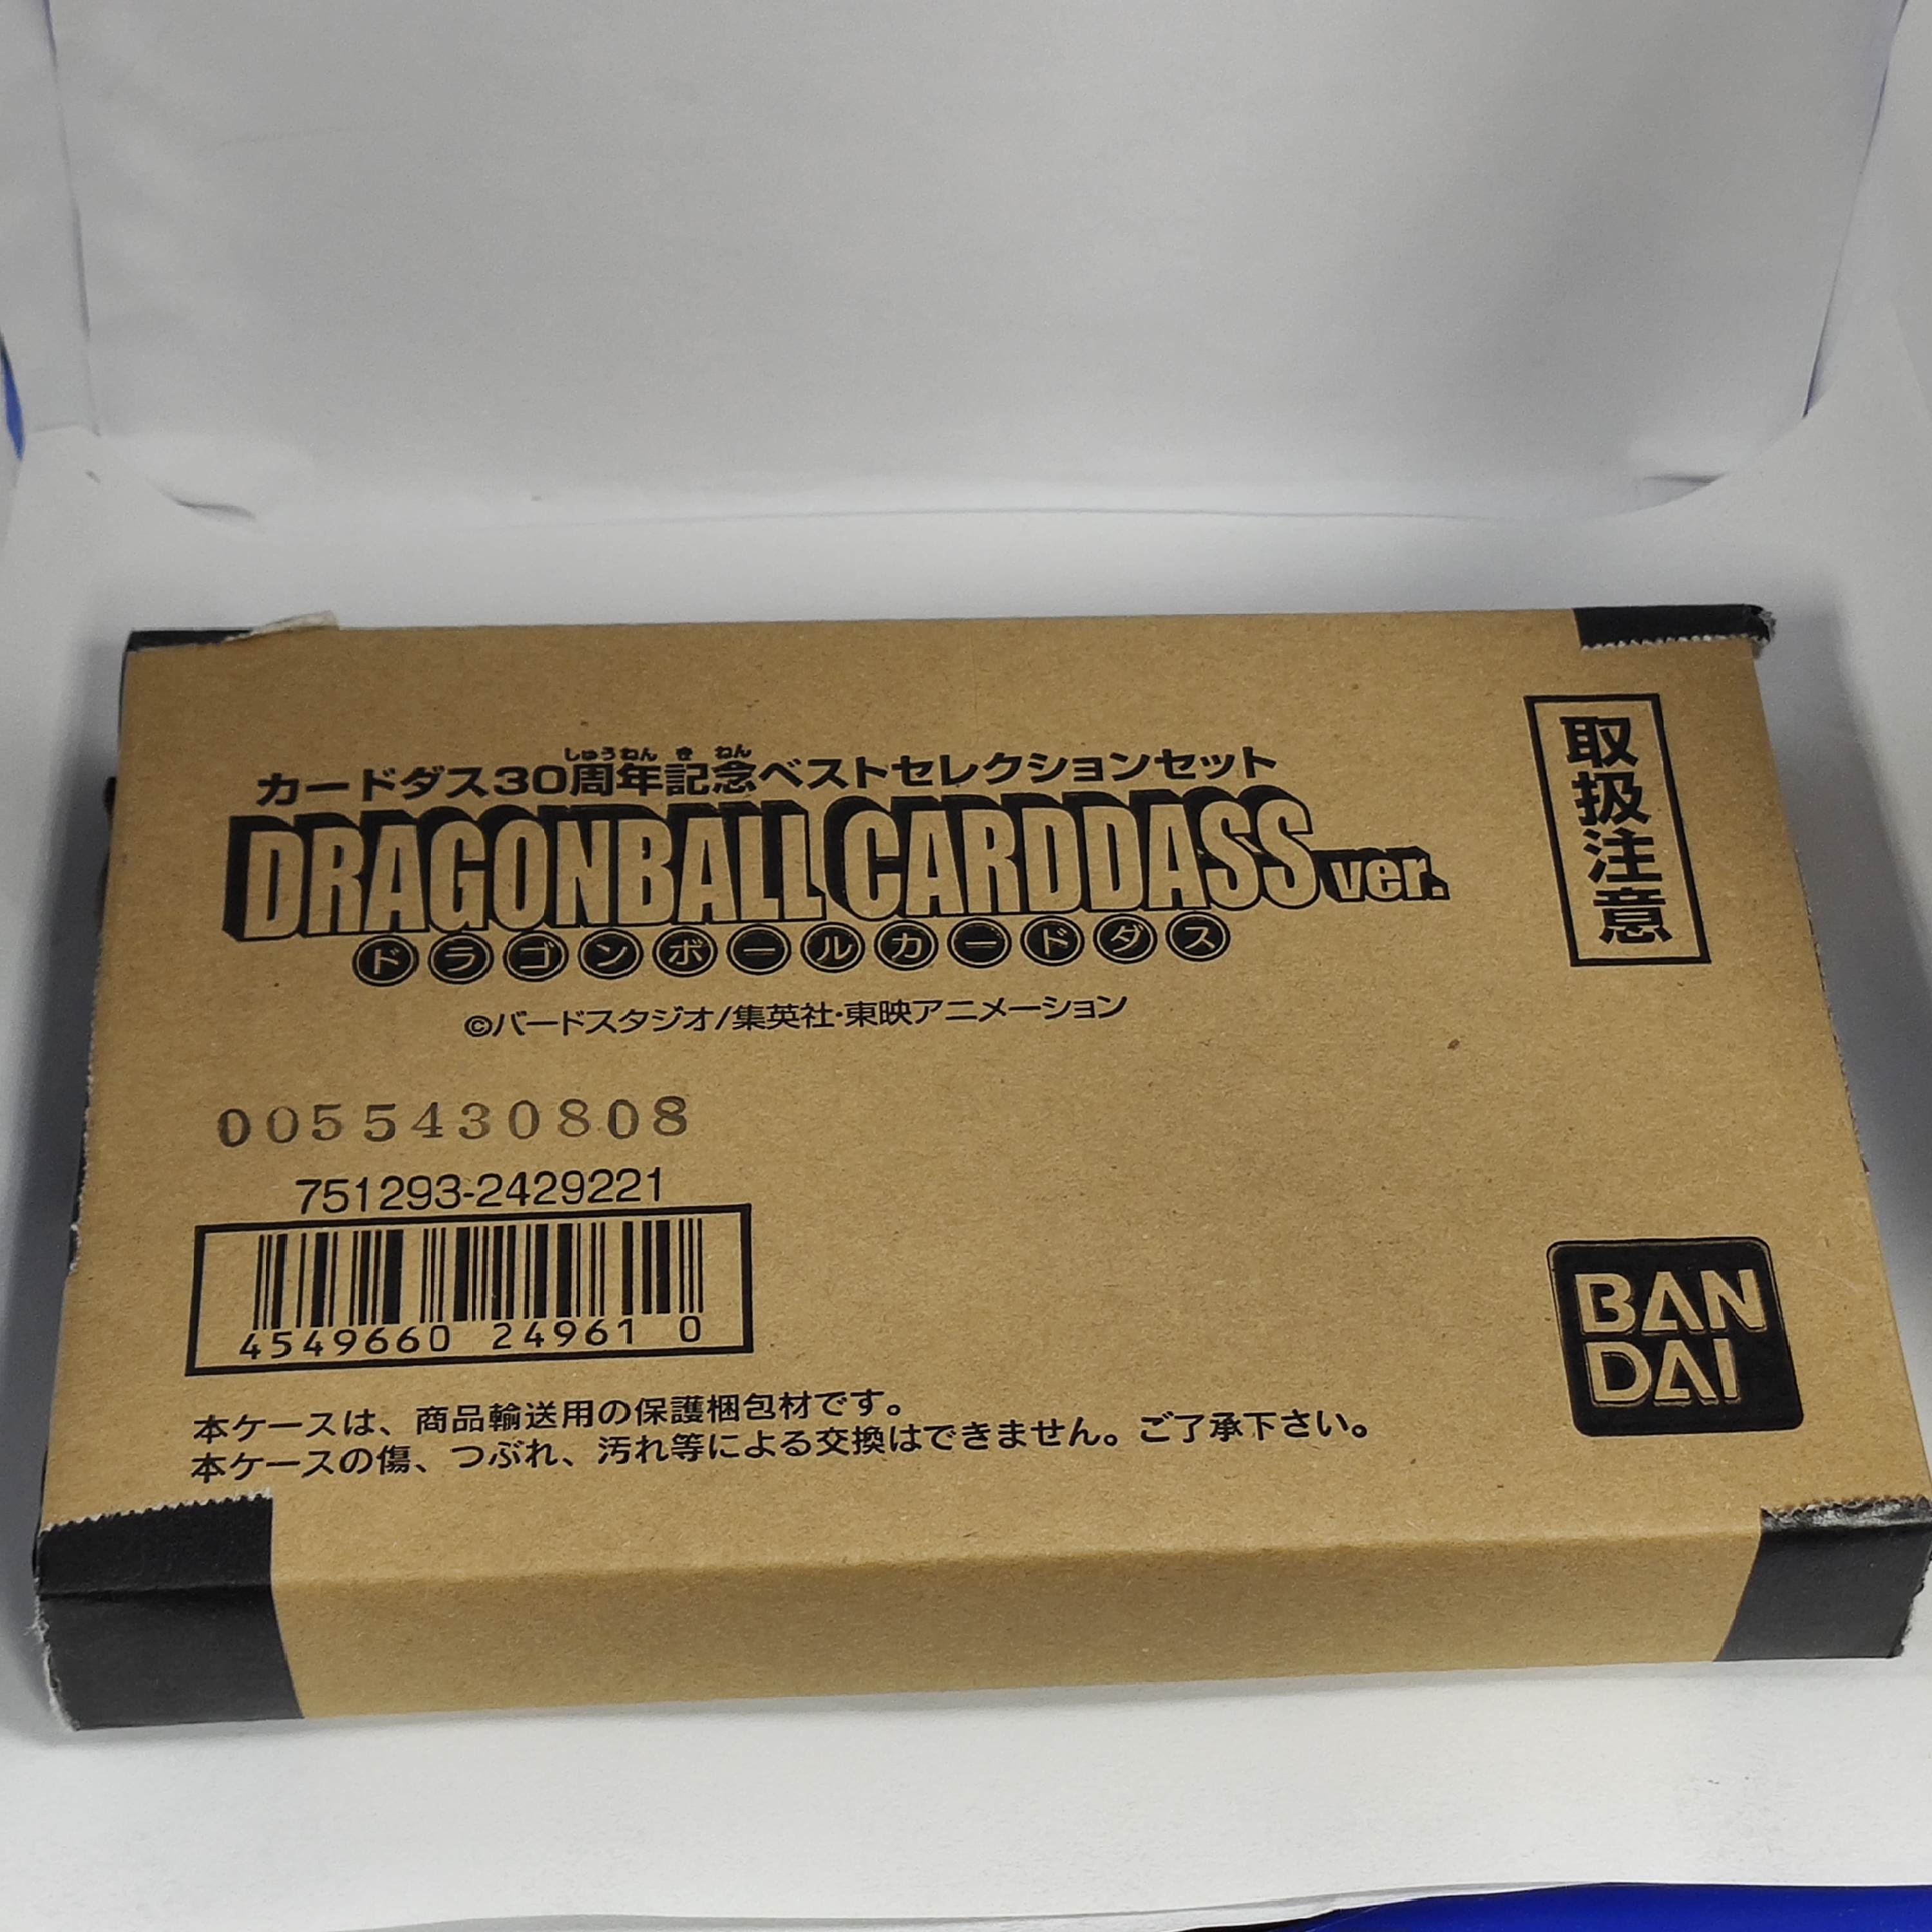 しゅうねん き ねん
カードダス30周年記念ベストセレクションセット
DRAGONBALL CARDDASS ver.
ドラゴンボールカードダス
©バードスタジオ/集英社・東映アニメーション
取扱注意
0055430808
751293-2429221
4549660 249610
本ケースは、商品輸送用の保護梱包材です。
本ケースの傷、つぶれ、汚れ等による交換はできません。ご了承下さい。
BAN
DAI